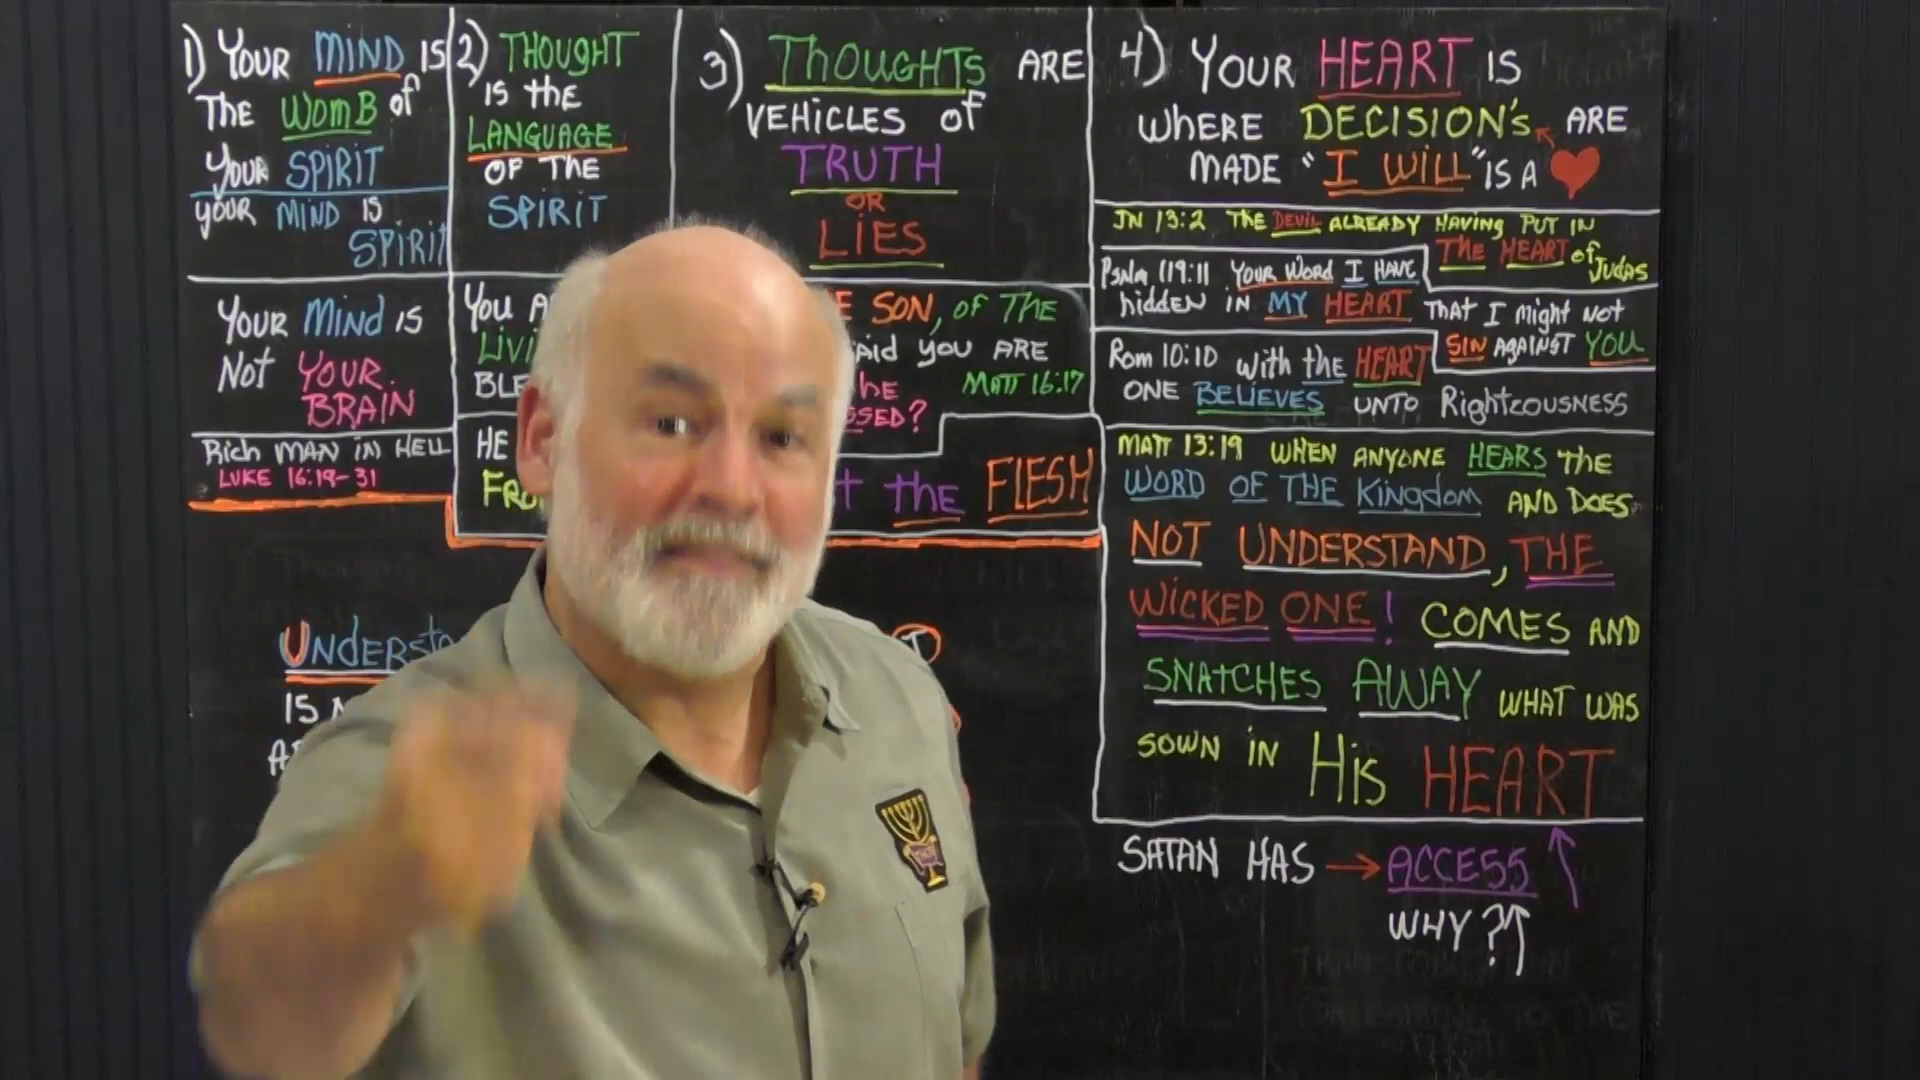 1) YOUR MIND IS
THE WOMB of
YOUR SPIRIT
YOUR MIND IS
SPIRIT
YOUR MIND IS
NOT YOUR
BRAIN
Rich MAN IN HELL
LUKE 16:19-31
2) THOUGHT
IS the
LANGUAGE
OF THE
SPIRIT
3) THOUGHTS ARE
VEHICLES of
TRUTH
OR
LIES
YOU
SON, OF THE
YOU ARE
MATT 16:17
HE
the FLESH
IS
4) YOUR HEART IS
WHERE DECISION'S ARE
MADE "I WILL" IS A
JN 13:2 THE DEVIL ALREADY HAVING PUT IN
THE HEART of
JUDAS
PSALM 119:11 YOUR WORD I HAVE
hidden IN MY HEART THAT I might NOT
SIN AGAINST YOU
ROM 10:10 with the HEART
ONE BELIEVES UNTO RighteOUSNESS
MATT 13:19 WHEN ANYONE HEARS THE
WORD OF THE KINGDOM AND DOES
NOT UNDERSTAND, THE
WICKED ONE! COMES AND
SNATCHES AWAY WHAT WAS
SOWN IN HIS HEART
SATAN HAS → ACCESS
WHY?